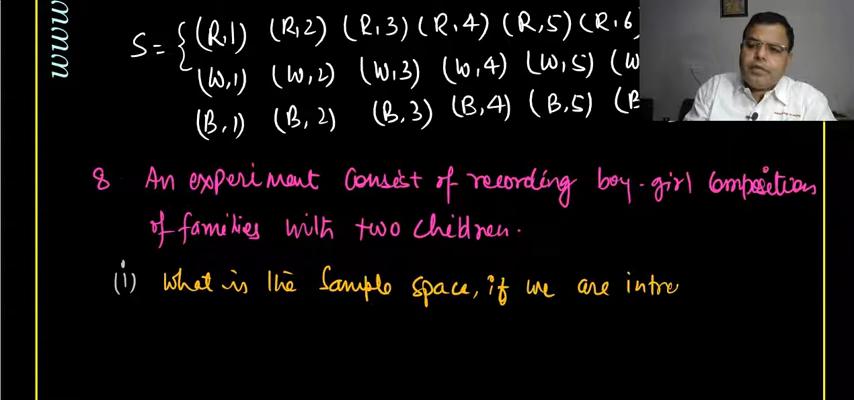 www
S = { (R,1) (R,2) (R,3) (R,4) (R,5) (R,6
(W,1) (W,2) (W,3) (W,4) (W,5) (W
(B,1) (B,2) (B,3) (B,4) (B,5) (B
8 An experiment consist of recording boy-girl composition
of families with two children.
(i) What is the Sample space, if we are intre